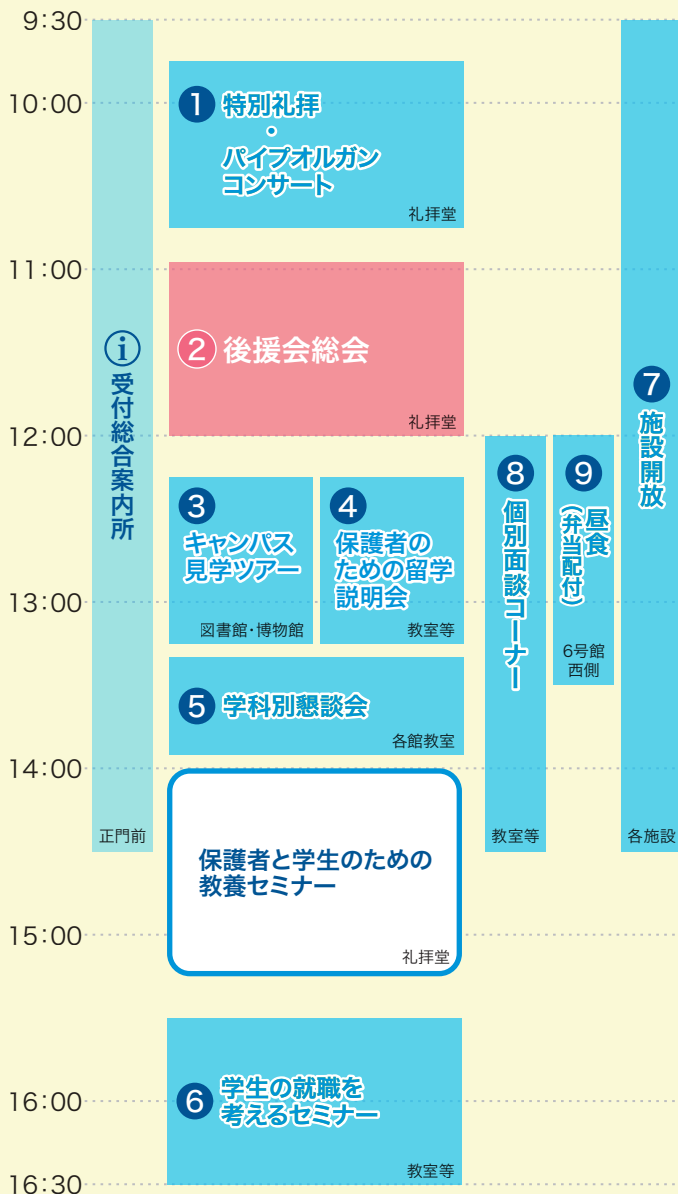 9:30
10:00
11:00
12:00
13:00
14:00
15:00
16:00
16:30
i 受付総合案内所
正門前
1 特別礼拝
・
パイプオルガン
コンサート
礼拝堂
2 後援会総会
礼拝堂
3 キャンパス
見学ツアー
図書館・博物館
4 保護者の
ための留学
説明会
教室等
5 学科別懇談会
各館教室
保護者と学生のための
教養セミナー
礼拝堂
6 学生の就職を
考えるセミナー
教室等
8 個別面談コーナー
教室等
9 昼食
(弁当配付)
6号館
西側
7 施設開放
各施設